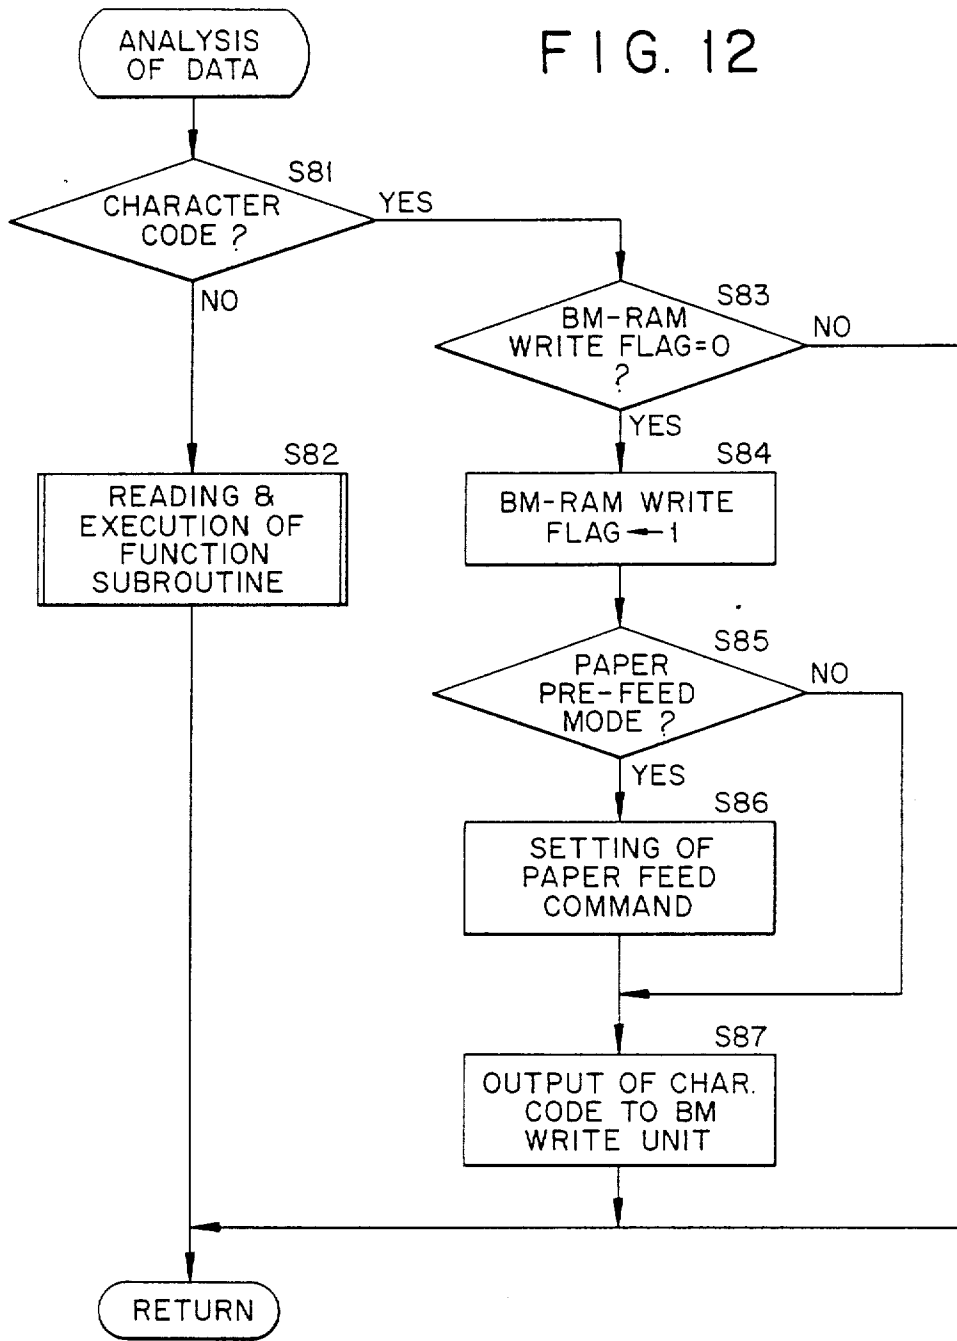 ANALYSIS
OF DATA
FIG. 12
S81
CHARACTER
CODE ?
YES
NO
S83
BM-RAM
WRITE FLAG=0
?
NO
YES
S82
READING &
EXECUTION OF
FUNCTION
SUBROUTINE
S84
BM-RAM WRITE
FLAG ← 1
S85
PAPER
PRE-FEED
MODE ?
NO
YES
S86
SETTING OF
PAPER FEED
COMMAND
S87
OUTPUT OF CHAR.
CODE TO BM
WRITE UNIT
RETURN